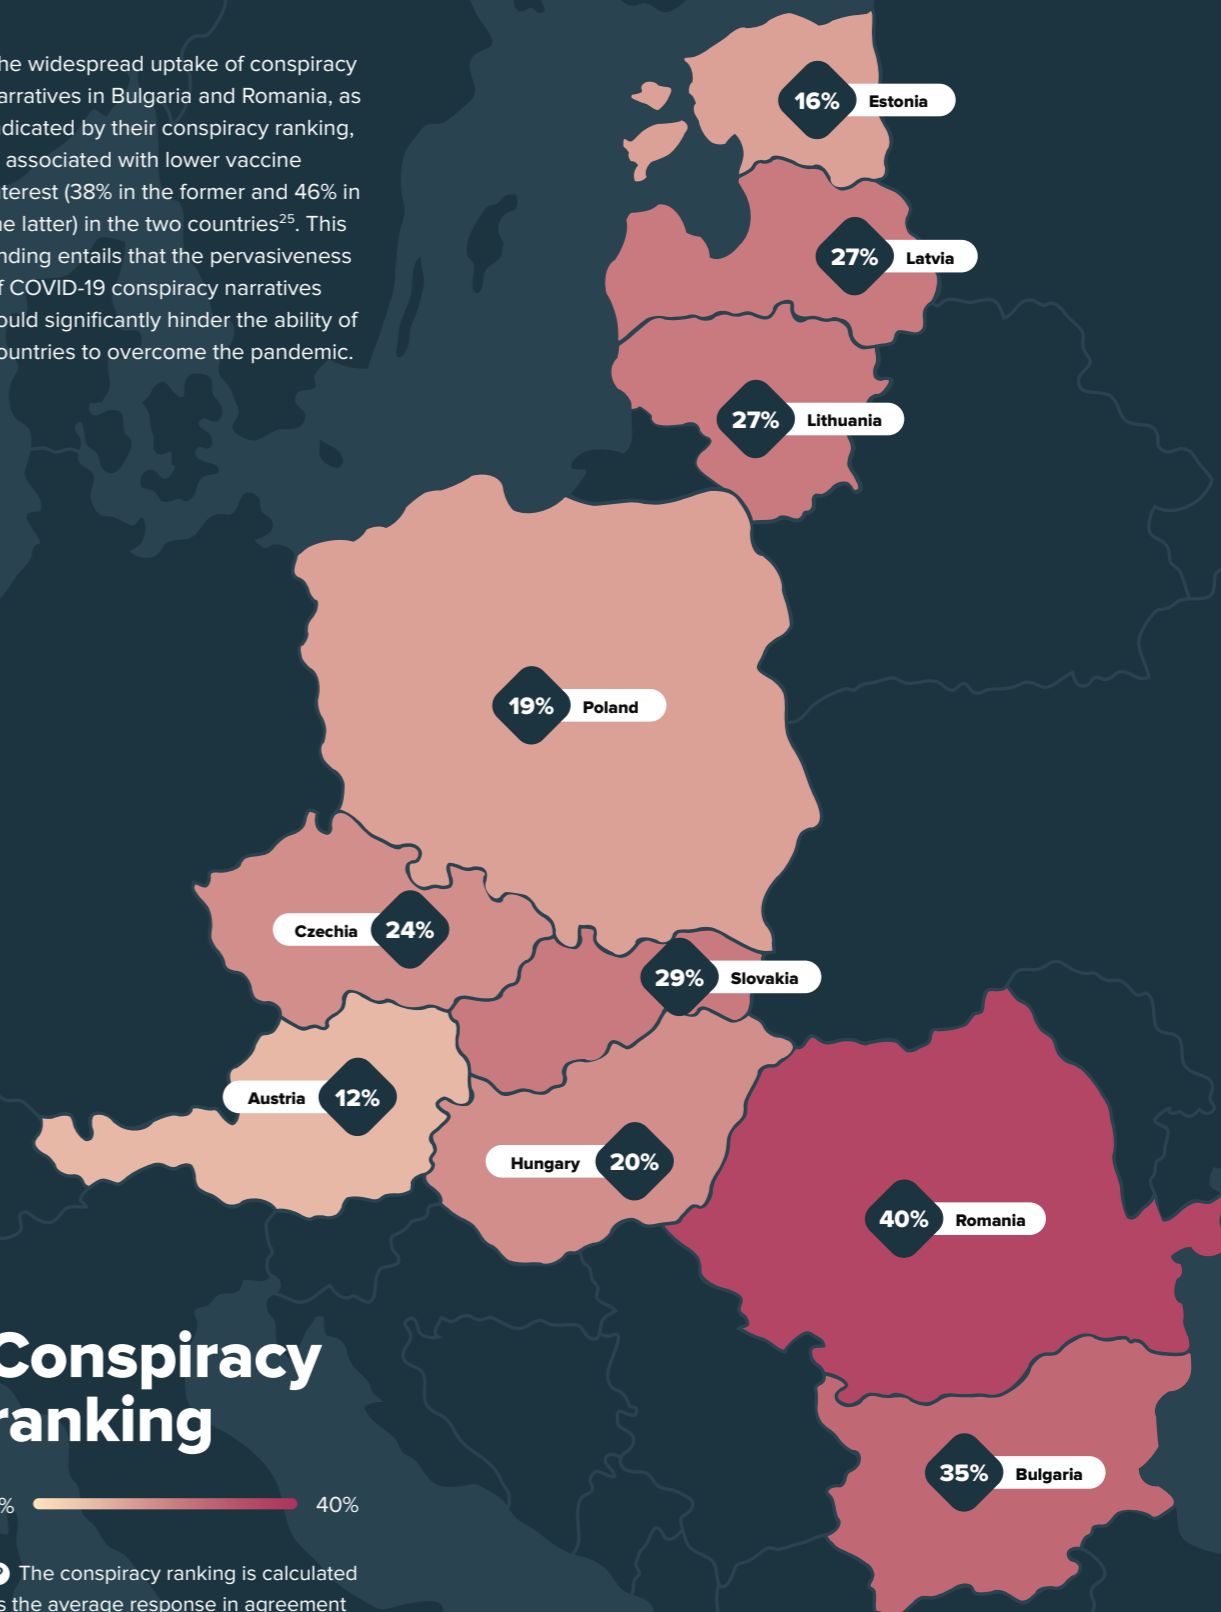 he widespread uptake of conspiracy
arratives in Bulgaria and Romania, as
ndicated by their conspiracy ranking,
associated with lower vaccine
nterest (38% in the former and 46% in
he latter) in the two countries25. This
nding entails that the pervasiveness
f COVID-19 conspiracy narratives
ould significantly hinder the ability of
ountries to overcome the pandemic.
16% Estonia
27% Latvia
27% Lithuania
19% Poland
Czechia 24%
29% Slovakia
Austria 12%
Hungary 20%
40% Romania
35% Bulgaria
Conspiracy
ranking
% 40%
The conspiracy ranking is calculated
s the average response in agreement